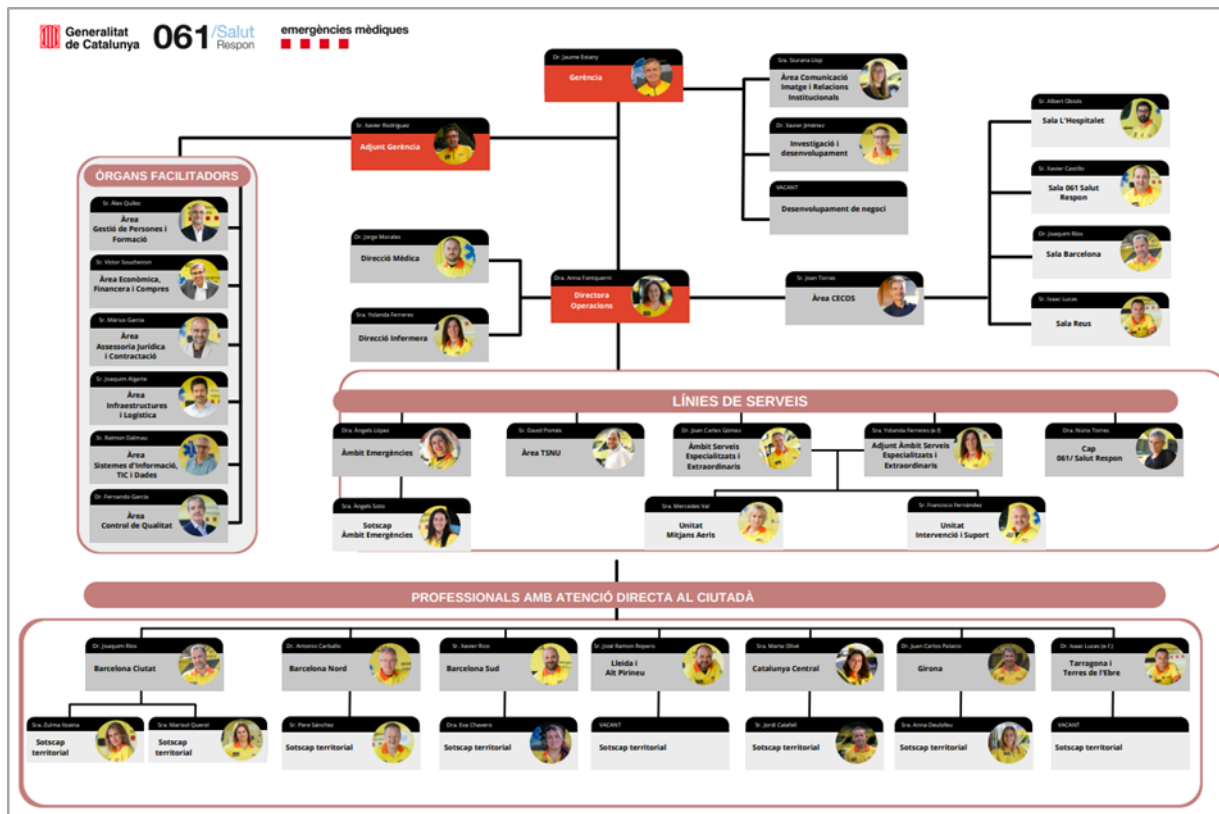 Generalitat
de Catalunya
061/Salut
Respon
emergències mèdiques
Dr. Jaume Estany
Gerència
Sra. Siurana Llop
Àrea Comunicació
Imatge i Relacions
Institucionals
Sr. Xavier Rodríguez
Adjunt Gerència
Dr. Xavier Jiménez
Investigació i
desenvolupament
VACANT
Desenvolupament de negoci
Sr. Albert Obiols
Sala L'Hospitalet
Sr. Xavier Castillo
Sala 061 Salut
Respon
Dr. Joaquim Ríos
Sala Barcelona
Sr. Isaac Lucas
Sala Reus
ÒRGANS FACILITADORS
Sr. Àlex Quílez
Àrea
Gestió de Persones i
Formació
Sr. Víctor
Àrea Econòmica,
Financera i Compres
Sr. Màrius García
Àrea
Assessoria Jurídica
i Contractació
Sr. Joaquim Algarte
Àrea
Infraestructures
i Logística
Sr. Raimon Dalmau
Àrea
Sistemes d'Informació,
TIC i Dades
Dr. Fernando García
Àrea
Control de Qualitat
Dr. Jorge Morales
Direcció Mèdica
Sra. Yolanda Ferreres
Direcció Infermera
Dra. Anna Fontquerni
Directora
Operacions
Sr. Joan Torras
Àrea CECOS
LÍNIES DE SERVEIS
Dra. Àngels López
Àmbit Emergències
Sr. David Pomés
Àrea TSNU
Dr. Joan Carles Gómez
Àmbit Serveis
Especialitzats i
Extraordinaris
Sra. Yolanda Ferreres (e.f)
Adjunt Àmbit Serveis
Especialitzats i
Extraordinaris
Dra. Núria Torres
Cap
061/ Salut Respon
Sra. Àngels Soto
Sotscap
Àmbit Emergències
Sra. Mercedes Val
Unitat
Mitjans Aeris
Sr. Francisco Fernández
Unitat
Intervenció i Suport
PROFESSIONALS AMB ATENCIÓ DIRECTA AL CIUTADÀ
Dr. Joaquim Ríos
Barcelona Ciutat
Dr. Antonio Carballo
Barcelona Nord
Sr. Xavier Rico
Barcelona Sud
Sr. José Ramon Ropero
Lleida i
Alt Pirineu
Sra. Marta Olivé
Catalunya Central
Dr. Juan Carlos Palacio
Girona
Dr. Isaac Lucas (e.f.)
Tarragona i
Terres de l'Ebre
Sra. Zulma
Sotscap
territorial
Sra. Marisol Querol
Sotscap
territorial
Sr. Pere Sánchez
Sotscap territorial
Dra. Eva Chavero
Sotscap territorial
VACANT
Sotscap territorial
Sr. Jordi Calafell
Sotscap territorial
Sra. Anna Deulofeu
Sotscap territorial
VACANT
Sotscap territorial